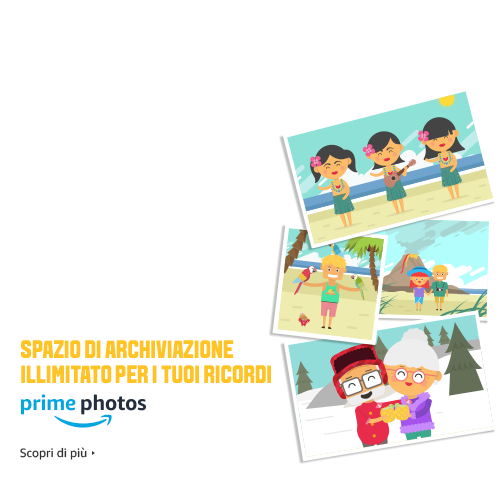 SPAZIO DI ARCHIVIAZIONE
ILLIMITATO PER I TUOI RICORDI
prime photos
Scopri di più ›